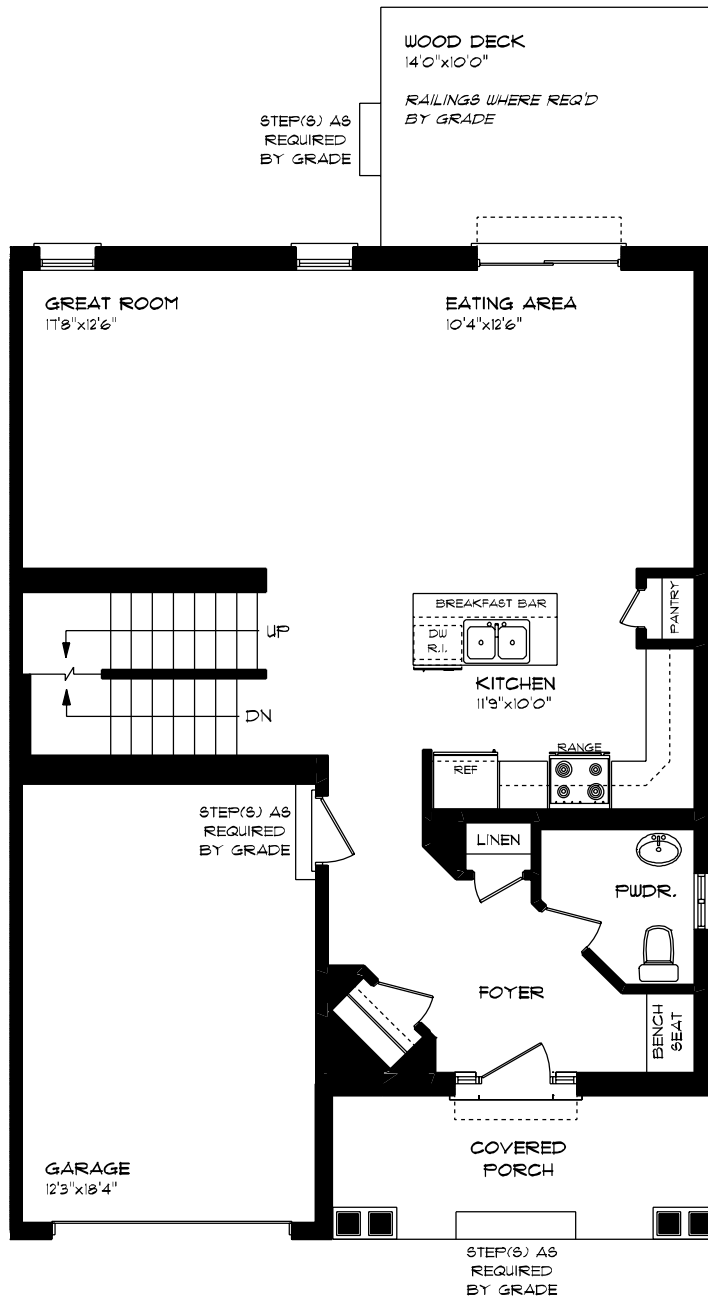 WOOD DECK
14'0"x10'0"
RAILINGS WHERE REQ'D
BY GRADE
STEP(S) AS
REQUIRED
BY GRADE
GREAT ROOM
17'8"x12'6"
EATING AREA
10'4"x12'6"
UP
DN
BREAKFAST BAR
DW
R.I.
PANTRY
KITCHEN
11'9"x10'0"
REF
RANGE
STEP(S) AS
REQUIRED
BY GRADE
LINEN
PWDR.
FOYER
BENCH
SEAT
GARAGE
12'3"x18'4"
COVERED
PORCH
STEP(S) AS
REQUIRED
BY GRADE